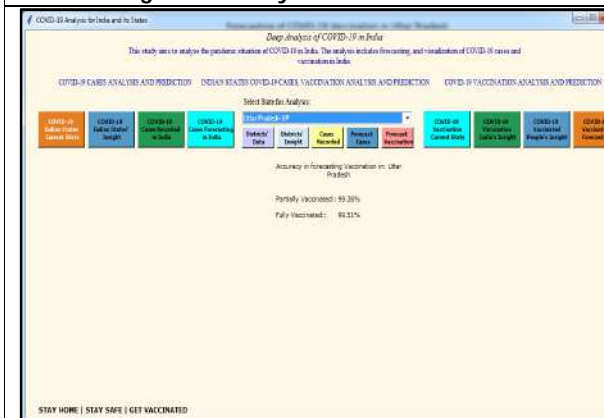 COVID-19 Analysis for India and its States
Deep Analysis of COVID-19 in India
This study aims to analyse the pandemic situation of COVID-19 in India. The analysis includes forecasting, and visualization of COVID-19 cases and
vaccination in India.
COVID-19 CASES ANALYSIS AND PREDICTION INDIAN STATES COVID-19 CASES, VACCINATION ANALYSIS AND PREDICTION COVID-19 VACCINATION ANALYSIS AND PREDICTION
Select State for Analysis:
Uttar Pradesh-UP
COVID-19 Indian States Current Stats
COVID-19 Indian States' Insight
COVID-19 Cases Recorded in India
COVID-19 Cases Forecasting in India
Districts' Data
Districts' Insight
Cases Recorded
Forecast Cases
Forecast Vaccination
COVID-19 Vaccination Current Stats
COVID-19 Vaccination India's Insight
COVID-19 Vaccinated People's Insight
COVID-19
Accuracy in forecasting Vaccination in: Uttar
Pradesh
Partially Vaccinated: 99.36%
Fully Vaccinated: 99.51%
STAY HOME | STAY SAFE | GET VACCINATED